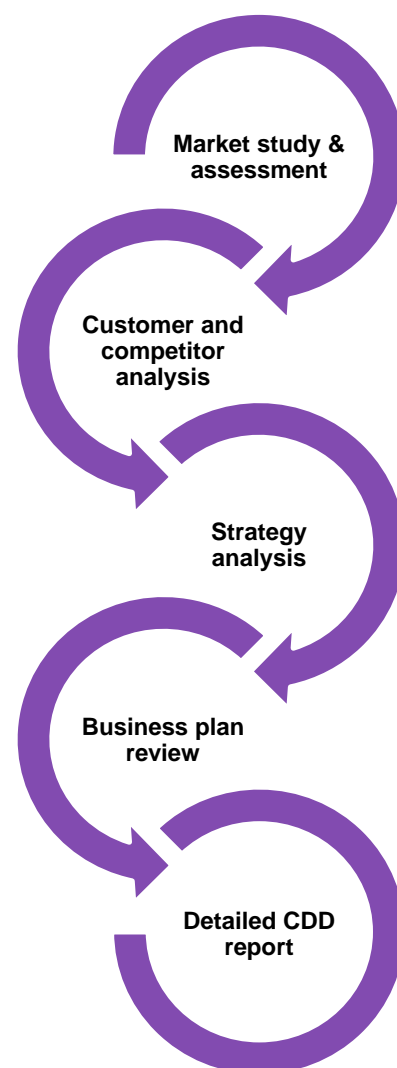 Market study &
assessment
Customer and
competitor
analysis
Strategy
analysis
Business plan
review
Detailed CDD
report